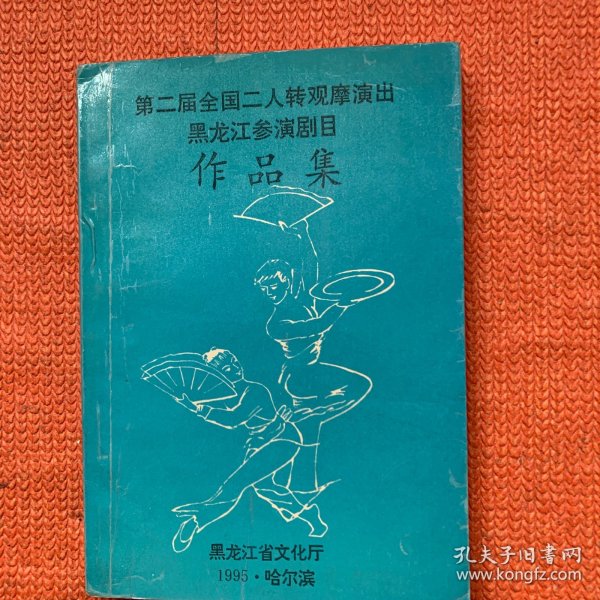 第二届全国二人转观摩演出
黑龙江参演剧目
作品集
黑龙江省文化厅
1995·哈尔滨
孔夫子旧书网
www.kongfz.com